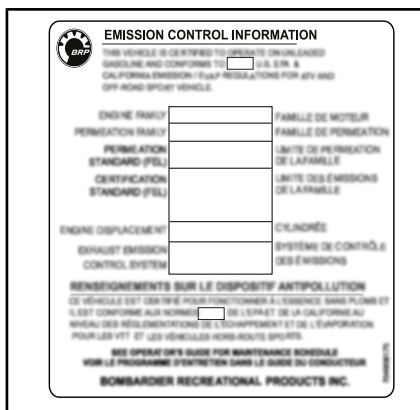 BRP
EMISSION CONTROL INFORMATION
THIS VEHICLE IS CERTIFIED TO OPERATE ON UNLEADED
GASOLINE AND CONFORMS TO U.S. EPA &
CALIFORNIA EMISSION / EVAP REGULATIONS FOR ATV AND
OFF-ROAD SPORT VEHICLE.
ENGINE FAMILY FAMILLE DE MOTEUR
PERMEATION FAMILY FAMILLE DE PERMEATION
PERMEATION LIMITE DE PERMEATION
STANDARD (FEL) DE LA FAMILLE
CERTIFICATION LIMITE DES ÉMISSIONS
STANDARD (FEL) DE LA FAMILLE
ENGINE DISPLACEMENT CYLINDRÉE
EXHAUST EMISSION SYSTÈME DE CONTRÔLE
CONTROL SYSTEM DES ÉMISSIONS
RENSEIGNEMENTS SUR LE DISPOSITIF ANTIPOLLUTION
CE VÉHICULE EST CERTIFIÉ POUR FONCTIONNER À L'ESSENCE SANS PLOMB ET
IL EST CONFORME AUX NORMES DE L'EPA ET DE LA CALIFORNIE AU
NIVEAU DES RÉGLEMENTATIONS DE L'ÉCHAPPEMENT ET DE L'ÉVAPORATION
POUR LES VTT ET LES VÉHICULES HORS-ROUTE SPORTS.
SEE OPERATOR'S GUIDE FOR MAINTENANCE SCHEDULE
VOIR LE PROGRAMME D'ENTRETIEN DANS LE GUIDE DU CONDUCTEUR
BOMBARDIER RECREATIONAL PRODUCTS INC.